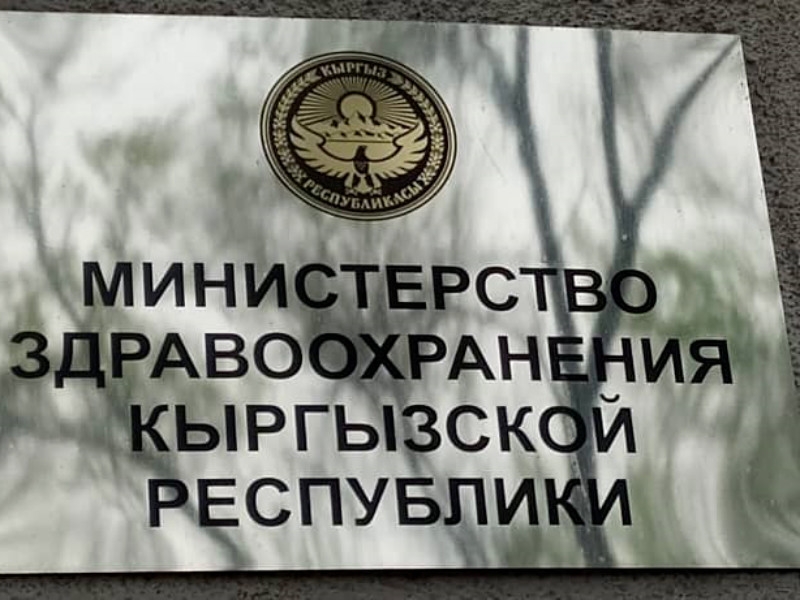 КЫРГЫЗ
РЕСПУБЛИКАСЫ
МИНИСТЕРСТВО
ЗДРАВООХРАНЕНИЯ
КЫРГЫЗСКОЙ
РЕСПУБЛИКИ